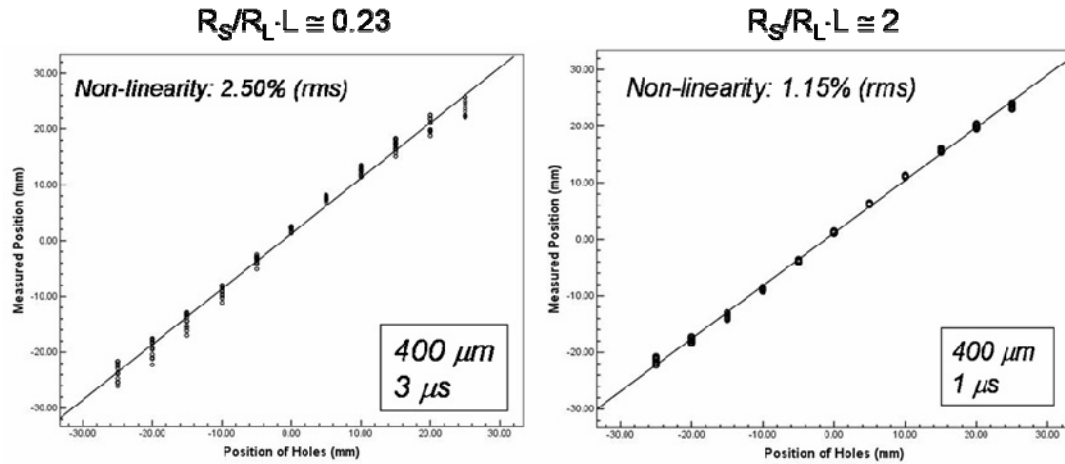 R_S/R_L·L ≅ 0.23
Non-linearity: 2.50% (rms)
30.00
20.00
10.00
0.00
-10.00
-20.00
-30.00
Measured Position (mm)
400 μm
3 μs
-30.00 -20.00 -10.00 0.00 10.00 20.00 30.00
Position of Holes (mm)
R_S/R_L·L ≅ 2
Non-linearity: 1.15% (rms)
30.00
20.00
10.00
0.00
-10.00
-20.00
-30.00
Measured Position (mm)
400 μm
1 μs
-30.00 -20.00 -10.00 0.00 10.00 20.00 30.00
Position of Holes (mm)